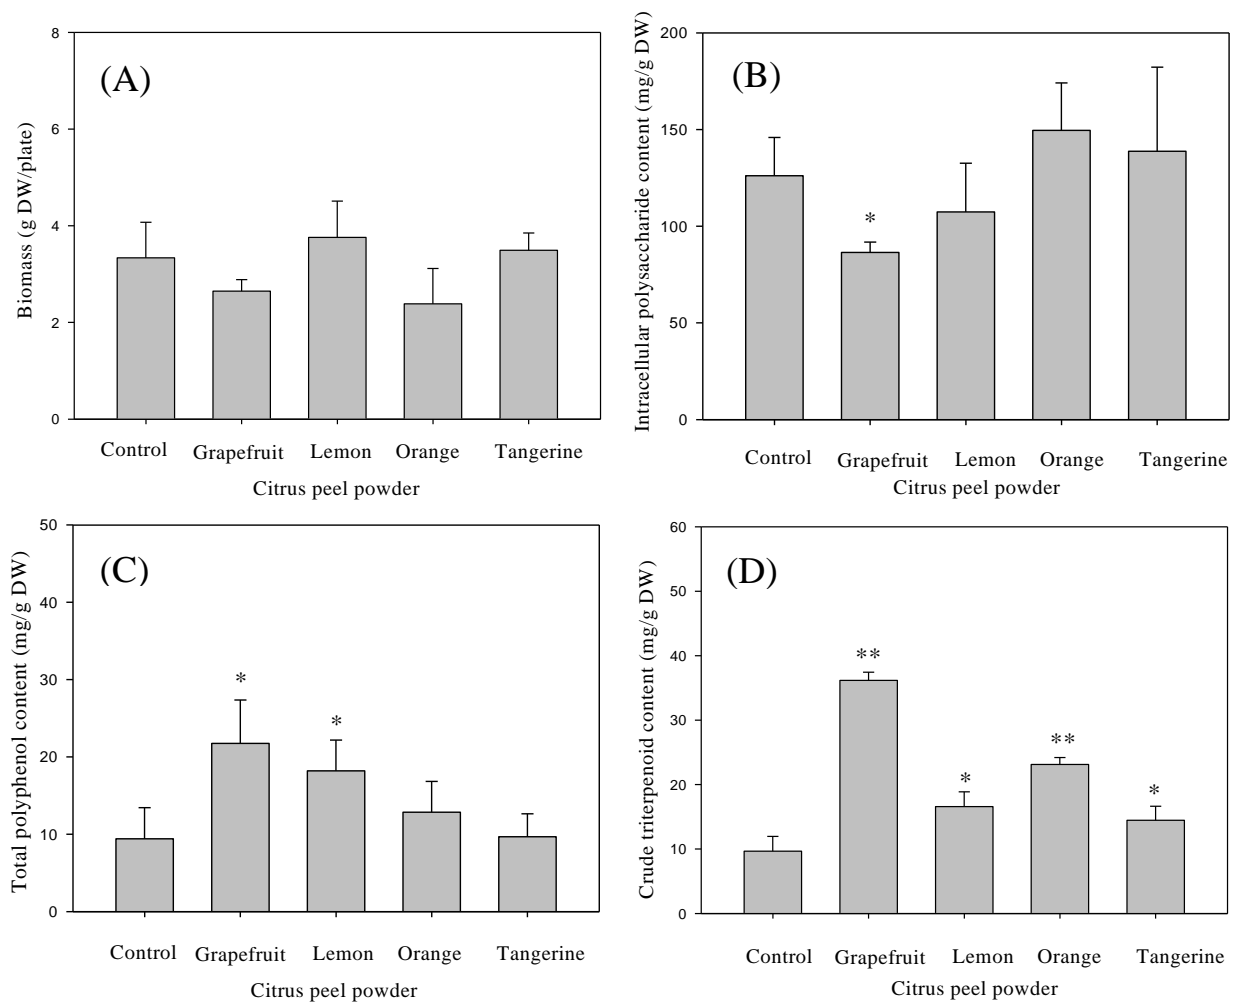 (A)
Biomass (g DW/plate)
8
6
4
2
0
Control Grapefruit Lemon Orange Tangerine
Citrus peel powder
(B)
Intracellular polysaccharide content (mg/g DW)
200
150
100
50
0
*
Control Grapefruit Lemon Orange Tangerine
Citrus peel powder
(C)
Total polyphenol content (mg/g DW)
50
40
30
20
10
0
* *
Control Grapefruit Lemon Orange Tangerine
Citrus peel powder
(D)
Crude triterpenoid content (mg/g DW)
60
50
40
30
20
10
0
** * ** *
Control Grapefruit Lemon Orange Tangerine
Citrus peel powder